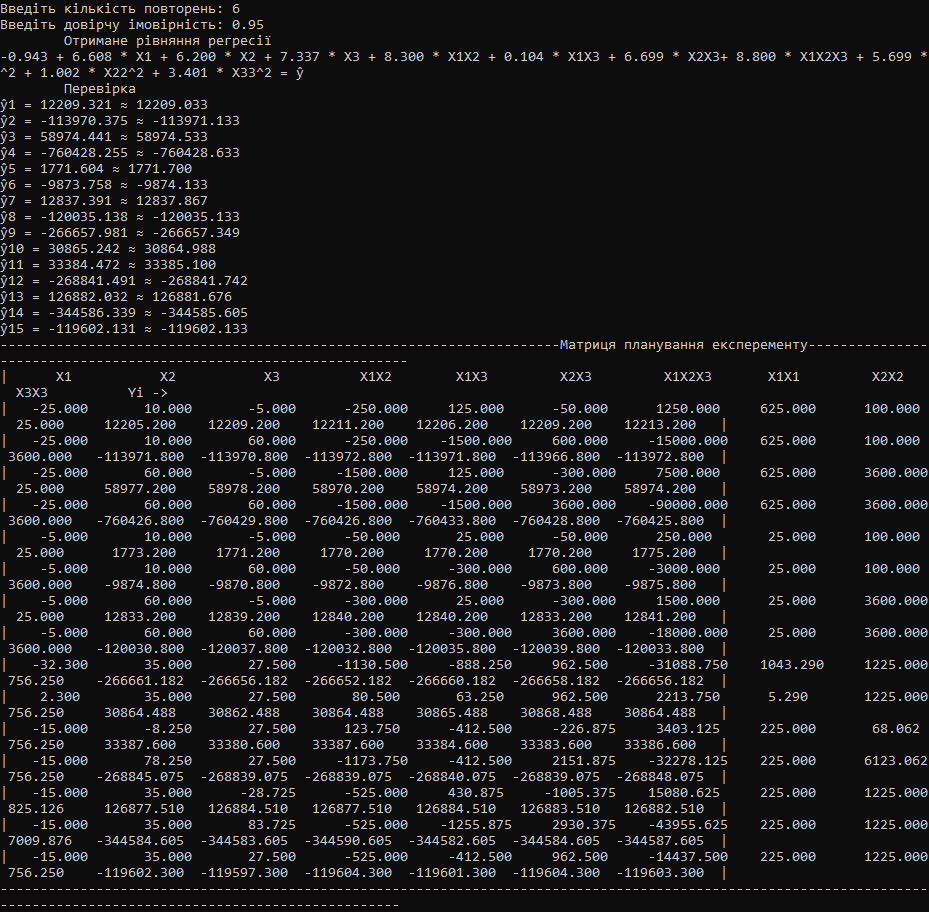 Введіть кількість повторень: 6
Введіть довірчу імовірність: 0.95
Отримане рівняння регресії
-0.943 + 6.608 * X1 + 6.200 * X2 + 7.337 * X3 + 8.300 * X1X2 + 0.104 * X1X3 + 6.699 * X2X3+ 8.800 * X1X2X3 + 5.699 *
^2 + 1.002 * X22^2 + 3.401 * X33^2 = ŷ
Перевірка
ŷ1 = 12209.321 ≈ 12209.033
ŷ2 = -113970.375 ≈ -113971.133
ŷ3 = 58974.441 ≈ 58974.533
ŷ4 = -760428.255 ≈ -760428.633
ŷ5 = 1771.604 ≈ 1771.700
ŷ6 = -9873.758 ≈ -9874.133
ŷ7 = 12837.391 ≈ 12837.867
ŷ8 = -120035.138 ≈ -120035.133
ŷ9 = -266657.981 ≈ -266657.349
ŷ10 = 30865.242 ≈ 30864.988
ŷ11 = 33384.472 ≈ 33385.100
ŷ12 = -268841.491 ≈ -268841.742
ŷ13 = 126882.032 ≈ 126881.676
ŷ14 = -344586.339 ≈ -344585.605
ŷ15 = -119602.131 ≈ -119602.133
----------------------------------------------------------------------Матриця планування експеременту---------------
---------------------------------------------------
| X1 X2 X3 X1X2 X1X3 X2X3 X1X2X3 X1X1 X2X2
X3X3 Yi ->
| -25.000 10.000 -5.000 -250.000 125.000 -50.000 1250.000 625.000 100.000
25.000 12205.200 12209.200 12211.200 12206.200 12209.200 12213.200 |
| -25.000 10.000 60.000 -250.000 -1500.000 600.000 -15000.000 625.000 100.000
3600.000 -113971.800 -113970.800 -113972.800 -113971.800 -113966.800 -113972.800 |
| -25.000 60.000 -5.000 -1500.000 125.000 -300.000 7500.000 625.000 3600.000
25.000 58977.200 58978.200 58970.200 58974.200 58973.200 58974.200 |
| -25.000 60.000 60.000 -1500.000 -1500.000 3600.000 -90000.000 625.000 3600.000
3600.000 -760426.800 -760429.800 -760426.800 -760433.800 -760428.800 -760425.800 |
| -5.000 10.000 -5.000 -50.000 25.000 -50.000 250.000 25.000 100.000
25.000 1773.200 1771.200 1770.200 1770.200 1770.200 1775.200 |
| -5.000 10.000 60.000 -50.000 -300.000 600.000 -3000.000 25.000 100.000
3600.000 -9874.800 -9870.800 -9872.800 -9876.800 -9873.800 -9875.800 |
| -5.000 60.000 -5.000 -300.000 25.000 -300.000 1500.000 25.000 3600.000
25.000 12833.200 12839.200 12840.200 12840.200 12833.200 12841.200 |
| -5.000 60.000 60.000 -300.000 -300.000 3600.000 -18000.000 25.000 3600.000
3600.000 -120030.800 -120037.800 -120032.800 -120035.800 -120039.800 -120033.800 |
| -32.300 35.000 27.500 -1130.500 -888.250 962.500 -31088.750 1043.290 1225.000
756.250 -266661.182 -266656.182 -266652.182 -266660.182 -266658.182 -266656.182 |
| 2.300 35.000 27.500 80.500 63.250 962.500 2213.750 5.290 1225.000
756.250 30864.488 30862.488 30864.488 30865.488 30868.488 30864.488 |
| -15.000 -8.250 27.500 123.750 -412.500 -226.875 3403.125 225.000 68.062
756.250 33387.600 33380.600 33387.600 33384.600 33383.600 33386.600 |
| -15.000 78.250 27.500 -1173.750 -412.500 2151.875 -32278.125 225.000 6123.062
756.250 -268845.075 -268839.075 -268839.075 -268840.075 -268839.075 -268848.075 |
| -15.000 35.000 -28.725 -525.000 430.875 -1005.375 15080.625 225.000 1225.000
825.126 126877.510 126884.510 126877.510 126884.510 126883.510 126882.510 |
| -15.000 35.000 83.725 -525.000 -1255.875 2930.375 -43955.625 225.000 1225.000
7009.876 -344584.605 -344583.605 -344590.605 -344582.605 -344584.605 -344587.605 |
| -15.000 35.000 27.500 -525.000 -412.500 962.500 -14437.500 225.000 1225.000
756.250 -119602.300 -119597.300 -119604.300 -119601.300 -119604.300 -119603.300 |
--------------------------------------------------------------------------------------------------------------------
--------------------------------------------------